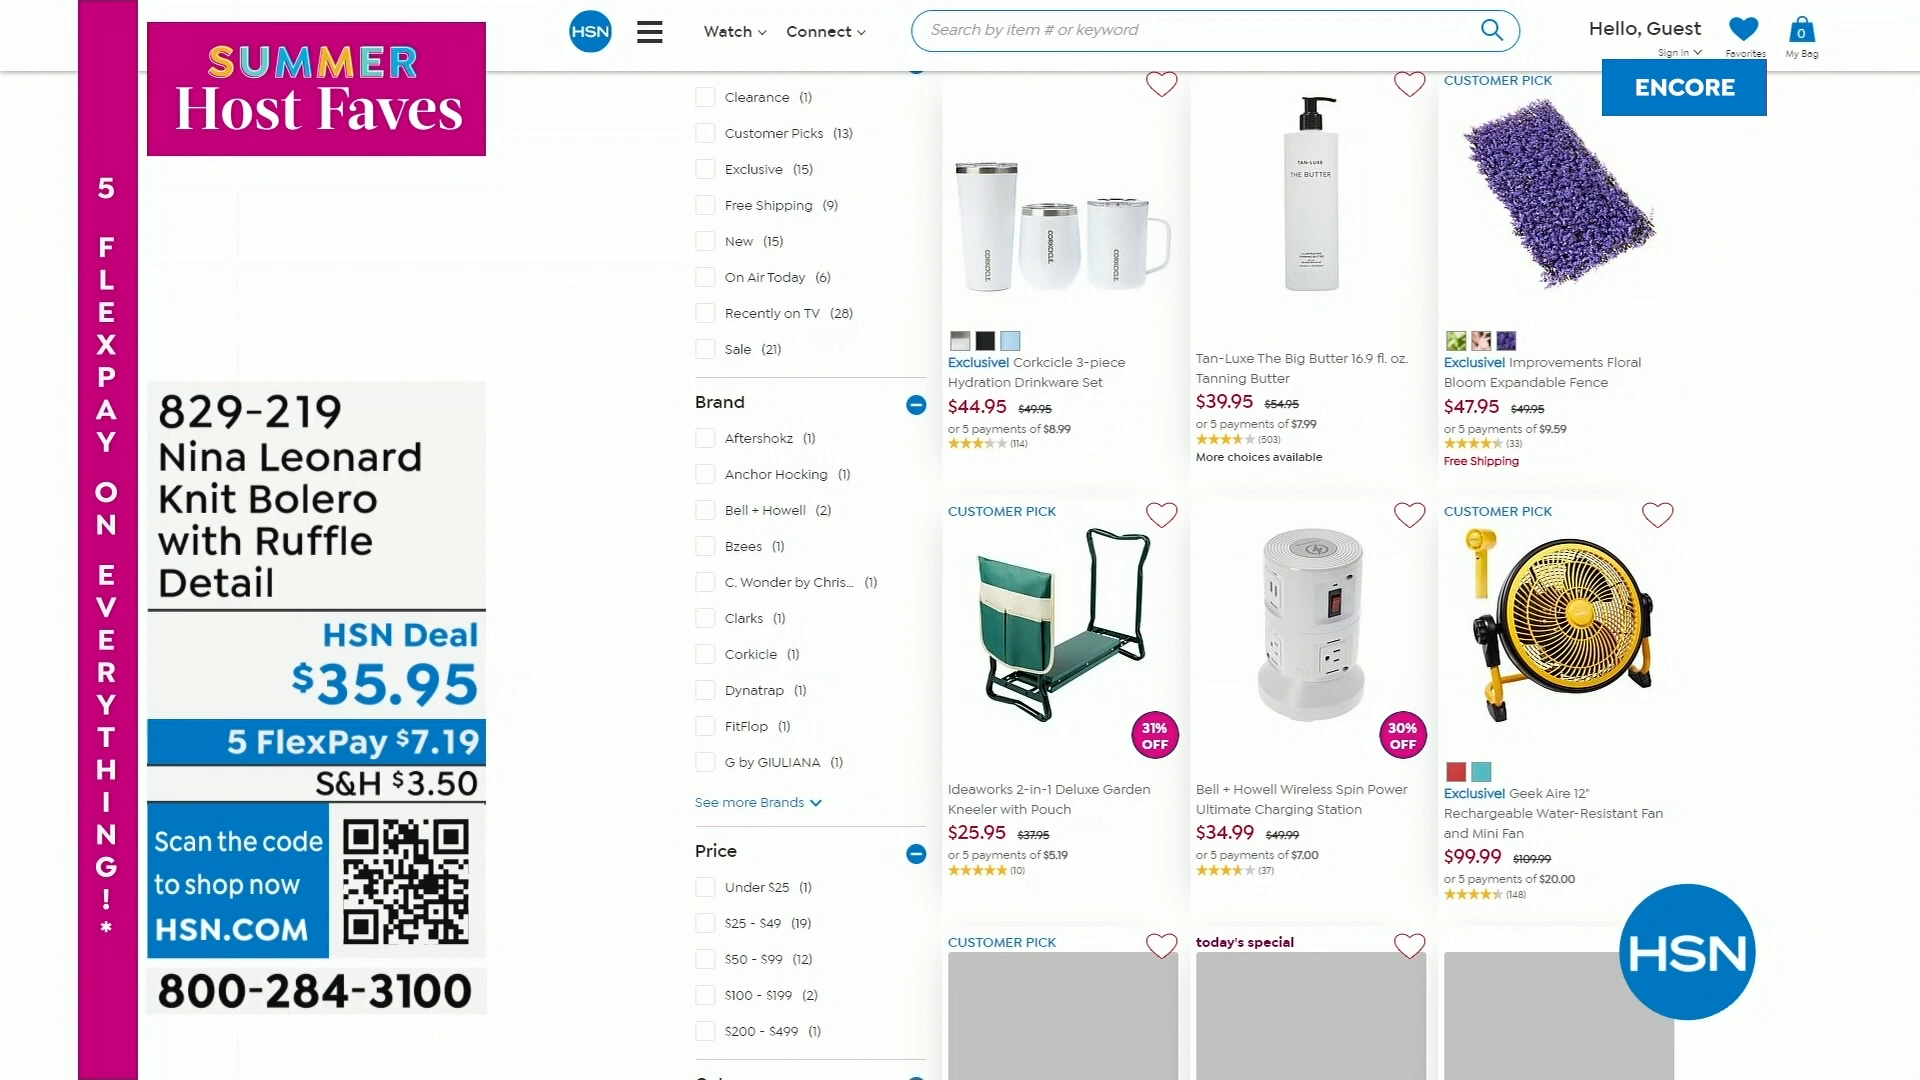 SUMMER
Host Faves
5 FLEXPAY ON EVERYTHING!*
829-219
Nina Leonard
Knit Bolero
with Ruffle
Detail
HSN Deal
$35.95
5 FlexPay $7.19
S&H $3.50
Scan the code
to shop now
HSN.COM
800-284-3100
HSN
Watch
Connect
Search by item # or keyword
Hello, Guest
Sign In
Favorites
0
My Bag
ENCORE
Clearance (1)
Customer Picks (13)
Exclusive (15)
Free Shipping (9)
New (15)
On Air Today (6)
Recently on TV (28)
Sale (21)
Brand
Aftershokz (1)
Anchor Hocking (1)
Bell + Howell (2)
Bzees (1)
C. Wonder by Chris... (1)
Clarks (1)
Corkicle (1)
Dynatrap (1)
FitFlop (1)
G by GIULIANA (1)
See more Brands
Price
Under $25 (1)
$25 - $49 (19)
$50 - $99 (12)
$100 - $199 (2)
$200 - $499 (1)
CORKCICLE
CORKCICLE
CORKCICLE
Exclusive! Corkcicle 3-piece
Hydration Drinkware Set
$44.95 $49.95
or 5 payments of $8.99
(114)
TAN-LUXE
THE BUTTER
Tan-Luxe The Big Butter 16.9 fl. oz.
Tanning Butter
$39.95 $54.95
or 5 payments of $7.99
(503)
More choices available
CUSTOMER PICK
Exclusive! Improvements Floral
Bloom Expandable Fence
$47.95 $49.95
or 5 payments of $9.59
(33)
Free Shipping
CUSTOMER PICK
31%
OFF
Ideaworks 2-in-1 Deluxe Garden
Kneeler with Pouch
$25.95 $37.95
or 5 payments of $5.19
(10)
30%
OFF
Bell + Howell Wireless Spin Power
Ultimate Charging Station
$34.99 $49.99
or 5 payments of $7.00
(37)
CUSTOMER PICK
Exclusive! Geek Aire 12"
Rechargeable Water-Resistant Fan
and Mini Fan
$99.99 $109.99
or 5 payments of $20.00
(148)
CUSTOMER PICK
today's special
HSN